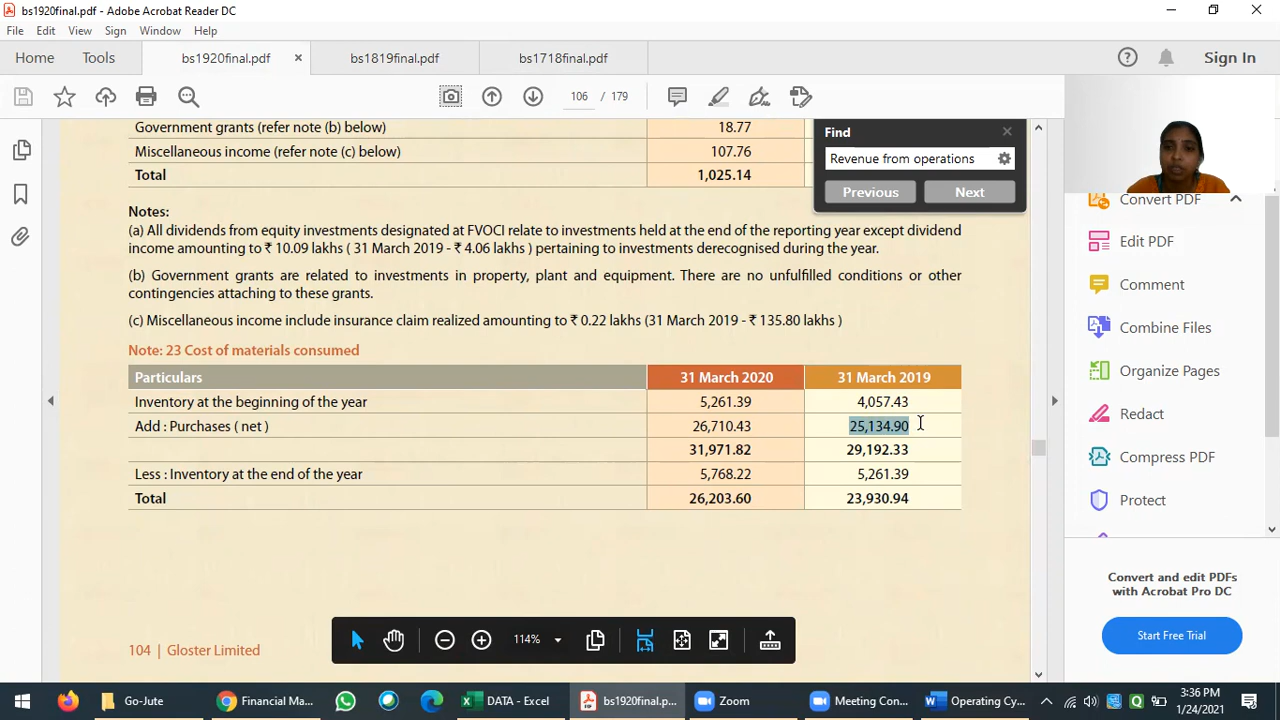 bs1920final.pdf - Adobe Acrobat Reader DC
File Edit View Sign Window Help
Home Tools bs1920final.pdf × bs1819final.pdf bs1718final.pdf Sign In
106 / 179
Find
Revenue from operations
Previous Next
Government grants (refer note (b) below) 18.77
Miscellaneous income (refer note (c) below) 107.76
Total 1,025.14
Notes:
(a) All dividends from equity investments designated at FVOCI relate to investments held at the end of the reporting year except dividend
income amounting to ₹ 10.09 lakhs ( 31 March 2019 - ₹ 4.06 lakhs ) pertaining to investments derecognised during the year.
(b) Government grants are related to investments in property, plant and equipment. There are no unfulfilled conditions or other
contingencies attaching to these grants.
(c) Miscellaneous income include insurance claim realized amounting to ₹ 0.22 lakhs (31 March 2019 - ₹ 135.80 lakhs )
Note: 23 Cost of materials consumed
Particulars 31 March 2020 31 March 2019
Inventory at the beginning of the year 5,261.39 4,057.43
Add : Purchases ( net ) 26,710.43 25,134.90
31,971.82 29,192.33
Less : Inventory at the end of the year 5,768.22 5,261.39
Total 26,203.60 23,930.94
104 | Gloster Limited
114%
Convert PDF
Edit PDF
Comment
Combine Files
Organize Pages
Redact
Compress PDF
Protect
Convert and edit PDFs
with Acrobat Pro DC
Start Free Trial
Go-Jute Financial Ma... DATA - Excel bs1920final.p... Zoom Meeting Con... Operating Cy...
3:36 PM
1/24/2021